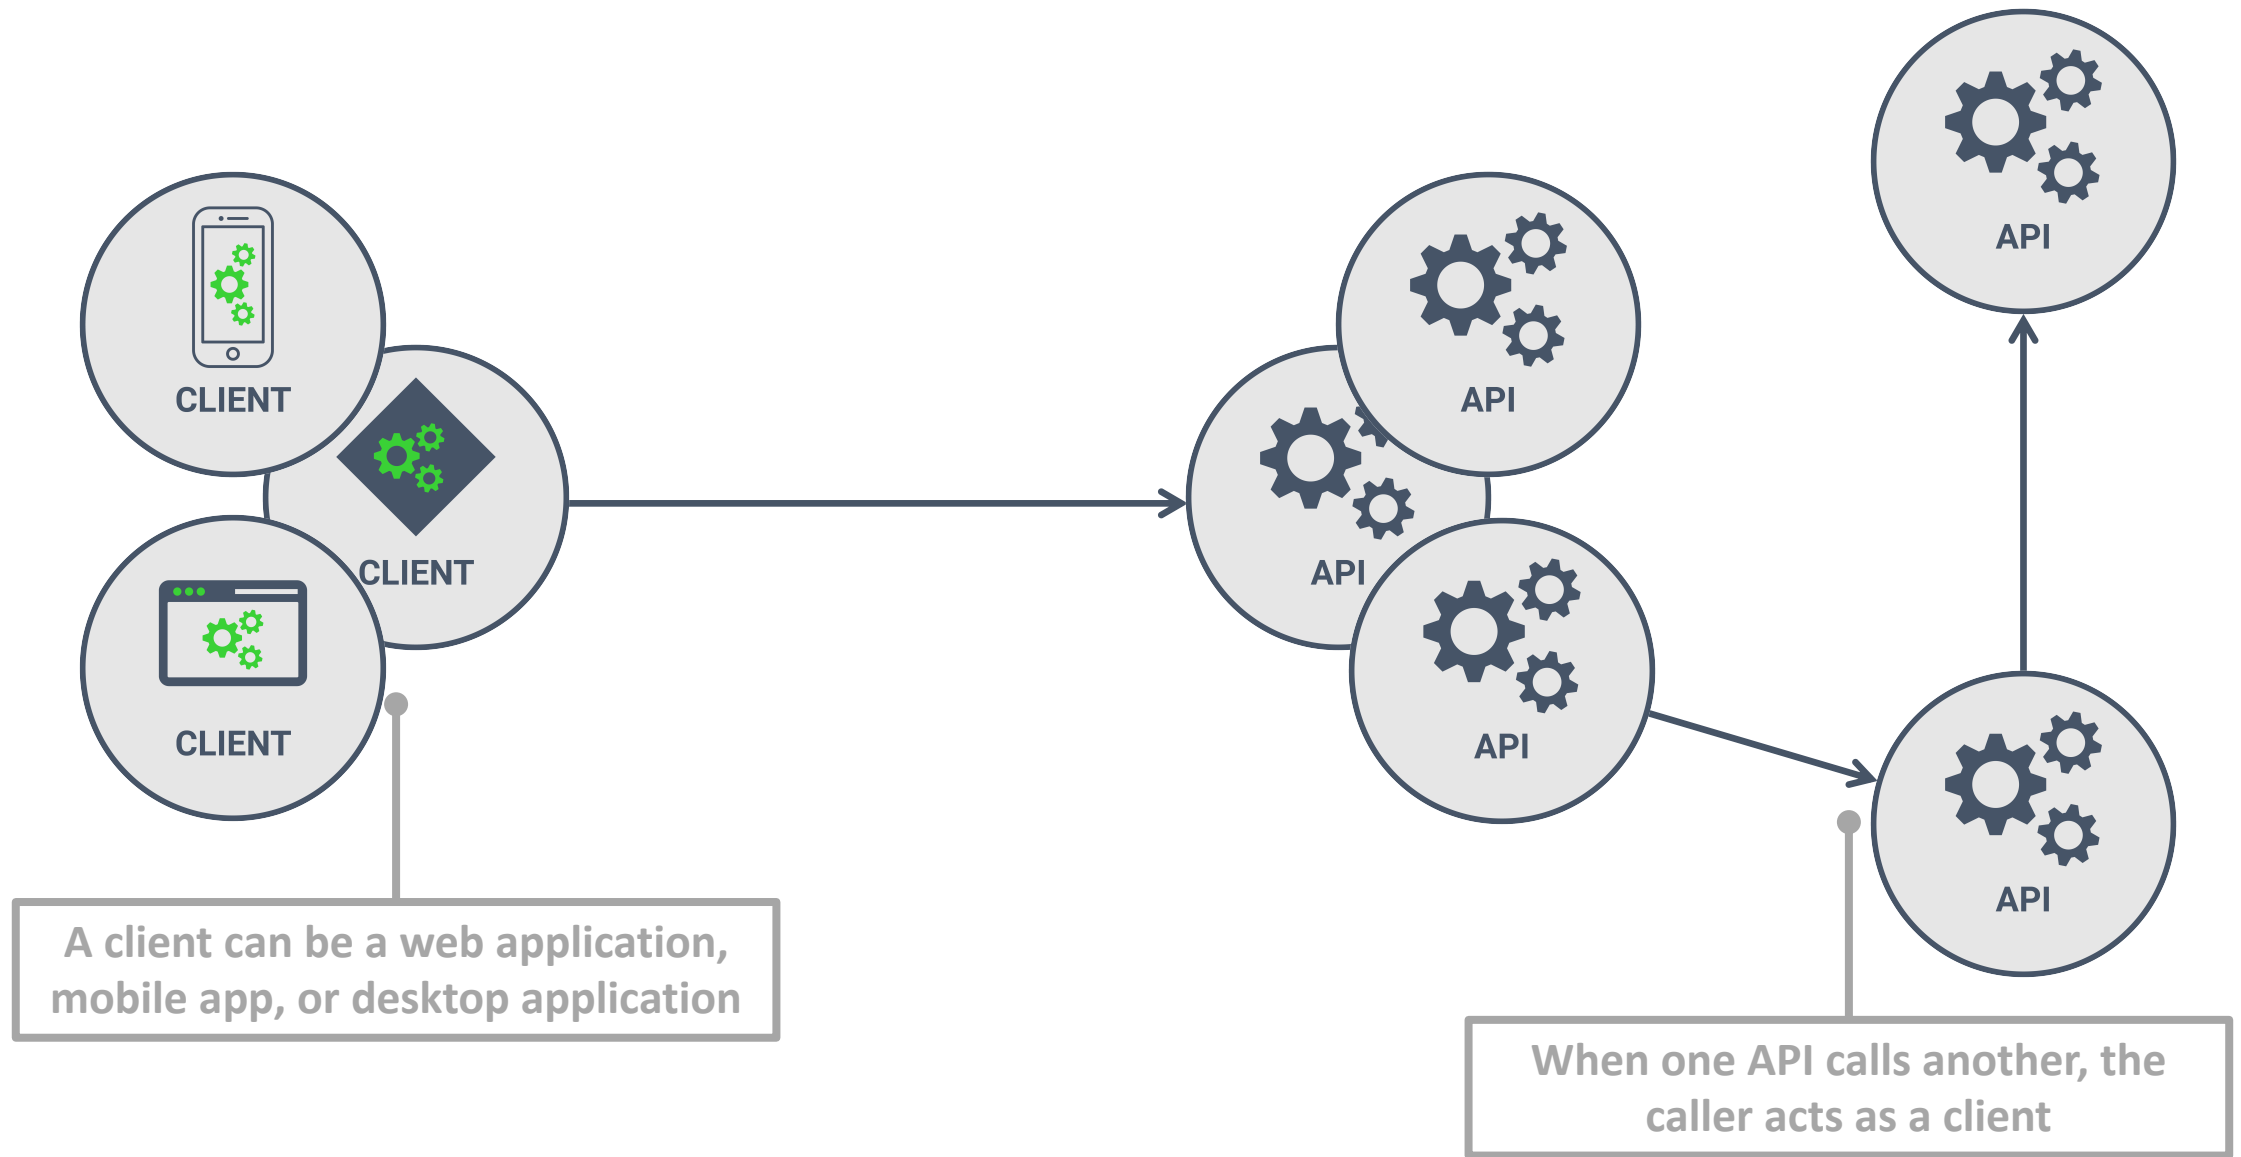 CLIENT
CLIENT
CLIENT
A client can be a web application,
mobile app, or desktop application
API
API
API
API
API
When one API calls another, the
caller acts as a client